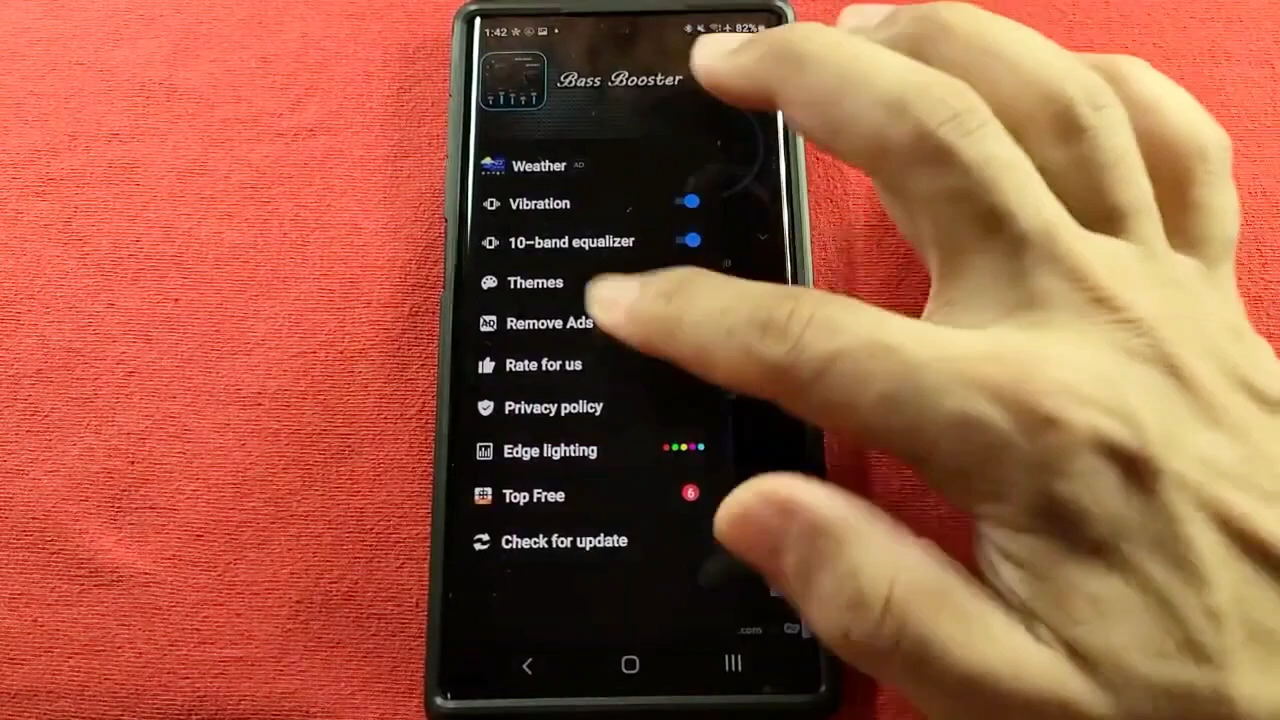 1:42 82%
Bass Booster
Weather AD
Vibration
10-band equalizer
Themes
Remove Ads
Rate for us
Privacy policy
Edge lighting
Top Free 6
Check for update
.com